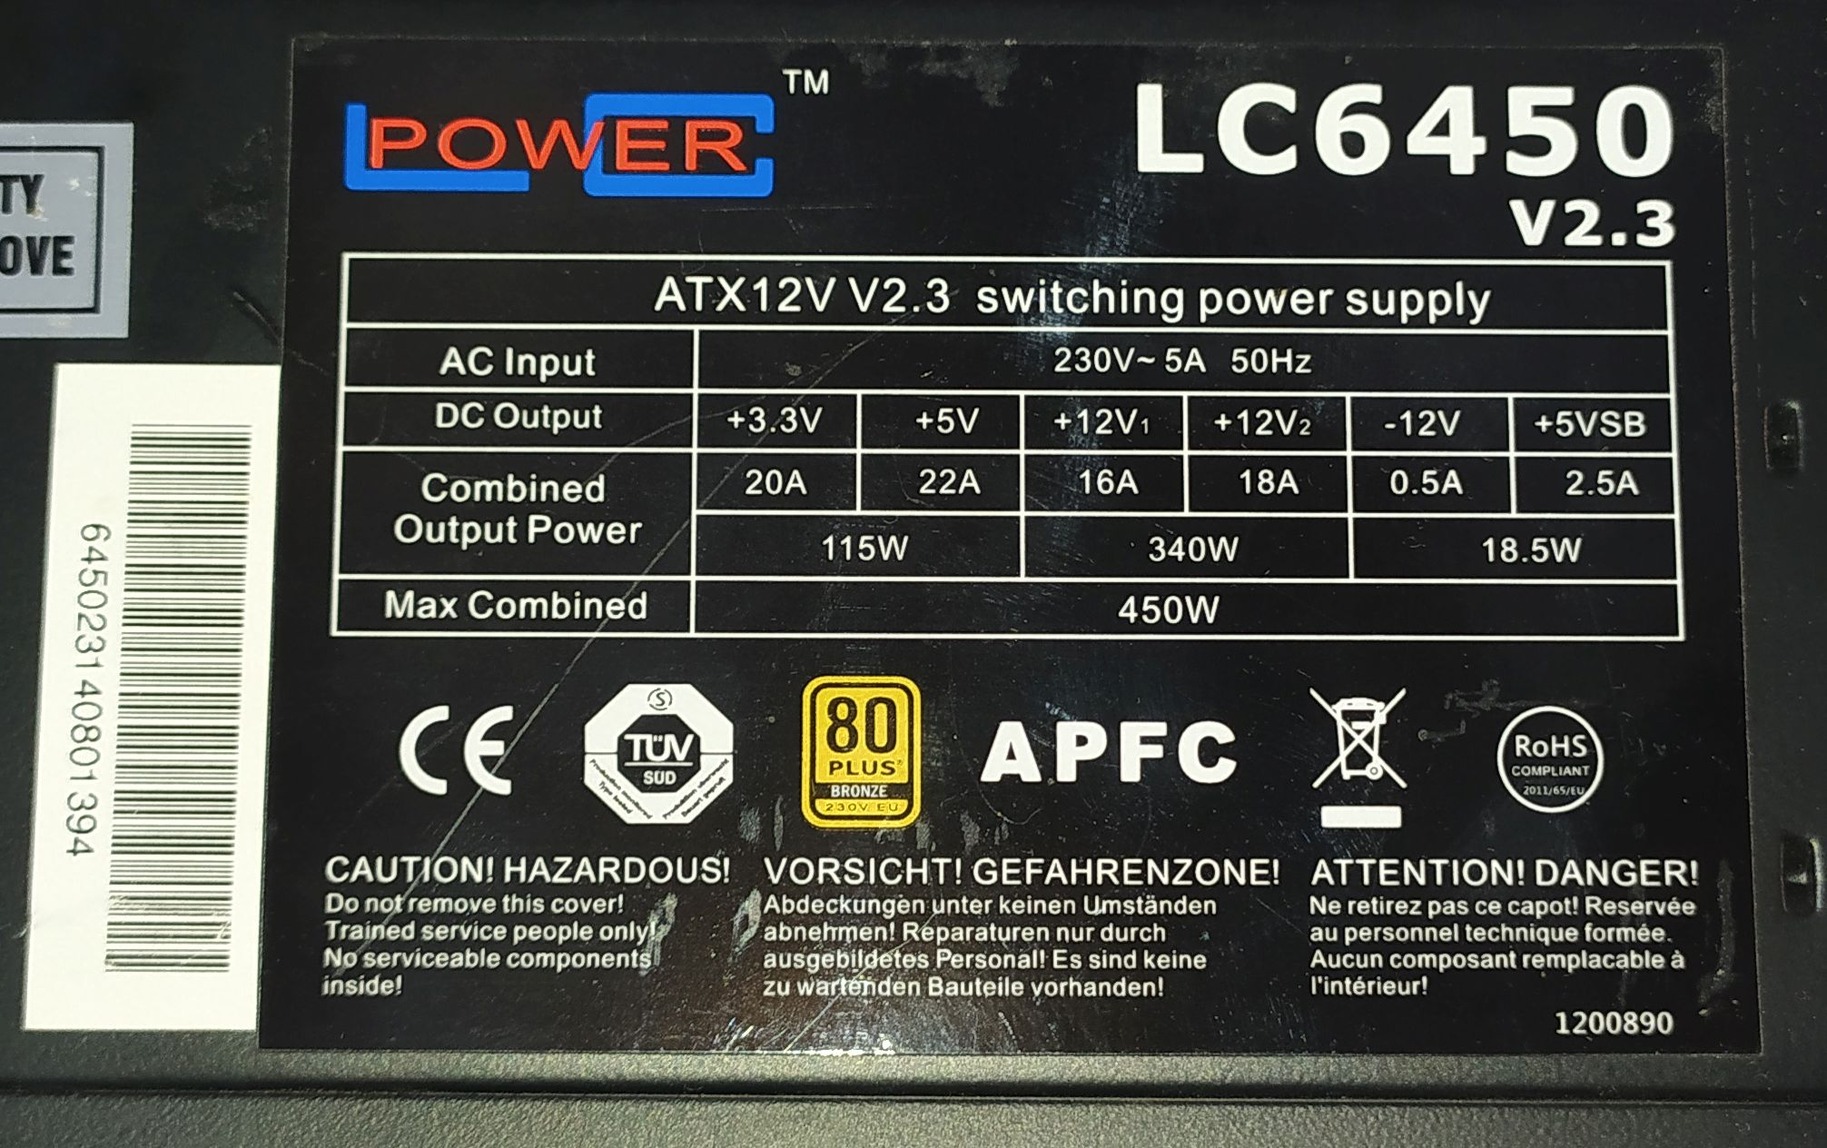 TY
OVE
645023140801394
LC POWER™
LC6450
V2.3
ATX12V V2.3 switching power supply
AC Input 230V~ 5A 50Hz
DC Output +3.3V +5V +12V1 +12V2 -12V +5VSB
Combined Output Power 20A 22A 16A 18A 0.5A 2.5A
115W 340W 18.5W
Max Combined 450W
CE
TÜV
SÜD
80
PLUS®
BRONZE
230V EU
APFC
RoHS
COMPLIANT
2011/65/EU
CAUTION! HAZARDOUS!
Do not remove this cover!
Trained service people only!
No serviceable components
inside!
VORSICHT! GEFAHRENZONE!
Abdeckungen unter keinen Umständen
abnehmen! Reparaturen nur durch
ausgebildetes Personal! Es sind keine
zu wartenden Bauteile vorhanden!
ATTENTION! DANGER!
Ne retirez pas ce capot! Reservée
au personnel technique formée.
Aucun composant remplacable à
l'intérieur!
1200890